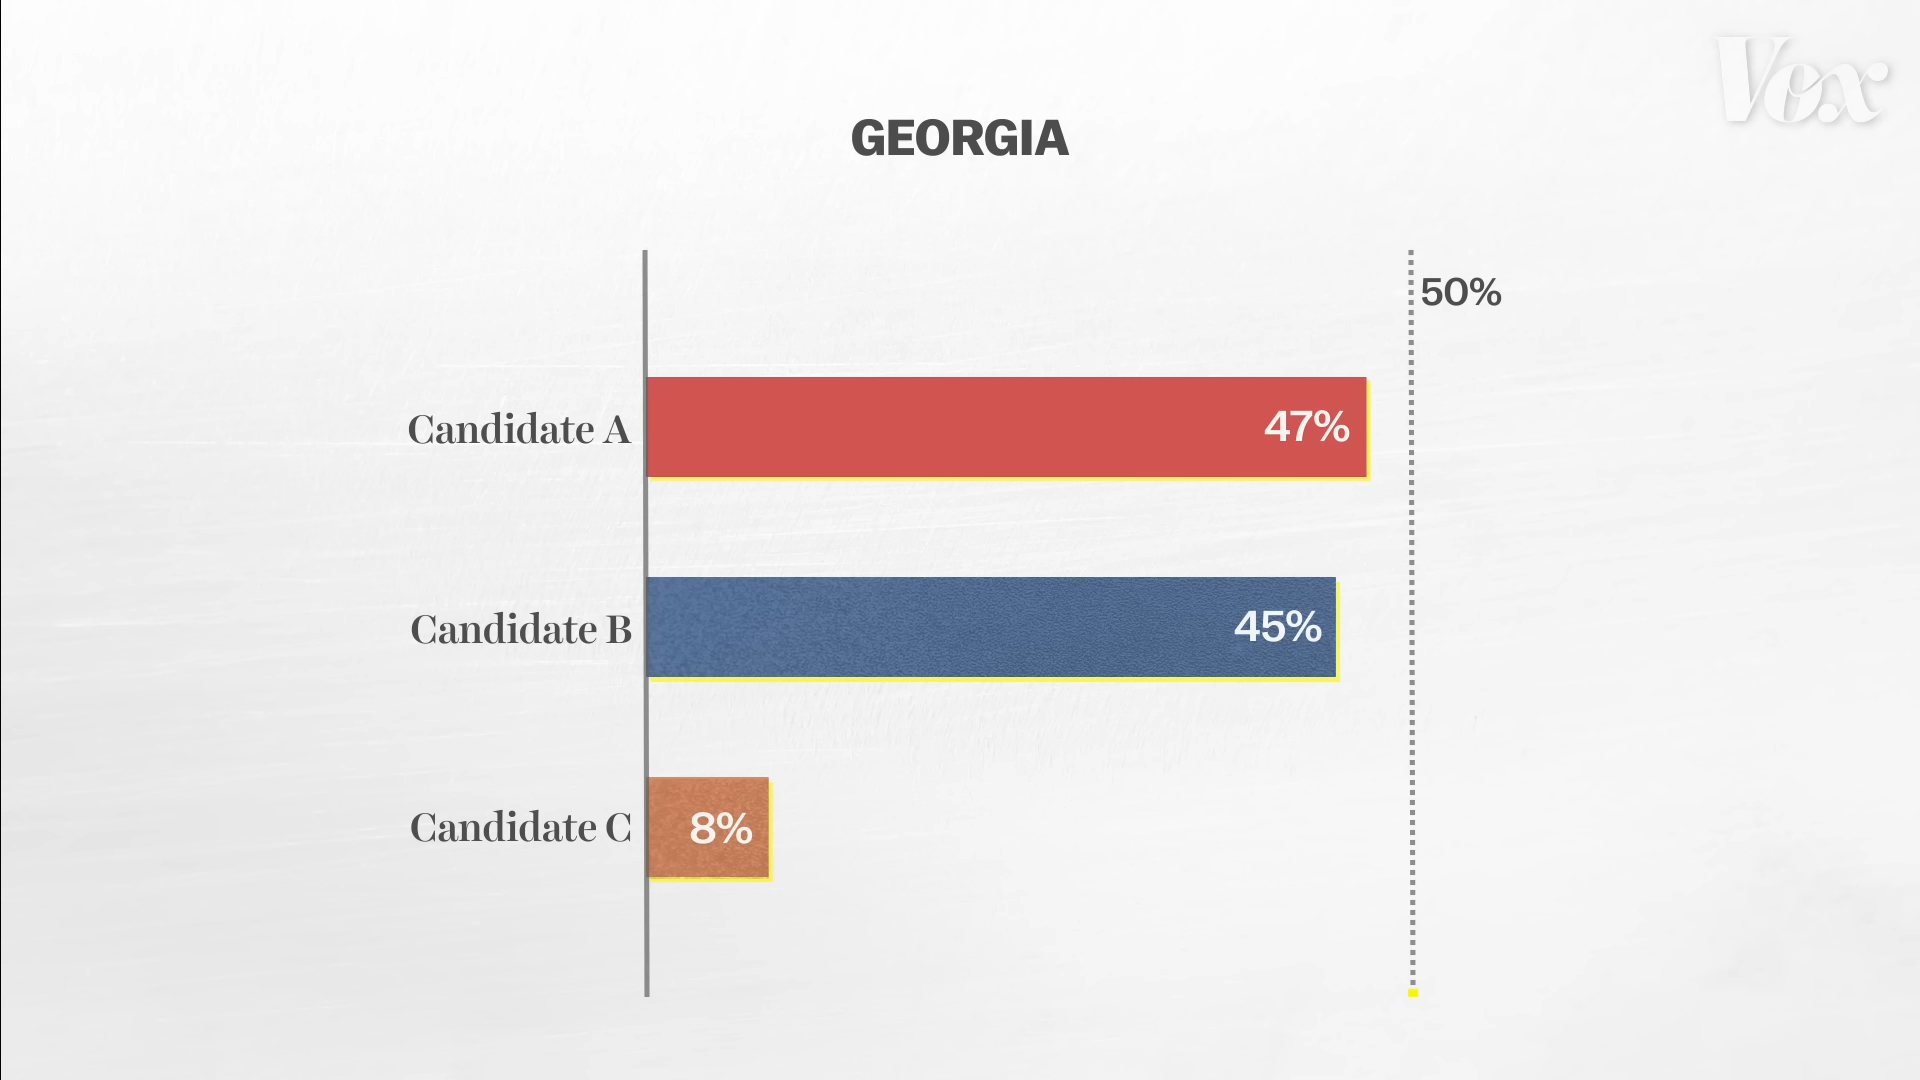 Vox
GEORGIA
50%
Candidate A
47%
Candidate B
45%
Candidate C
8%